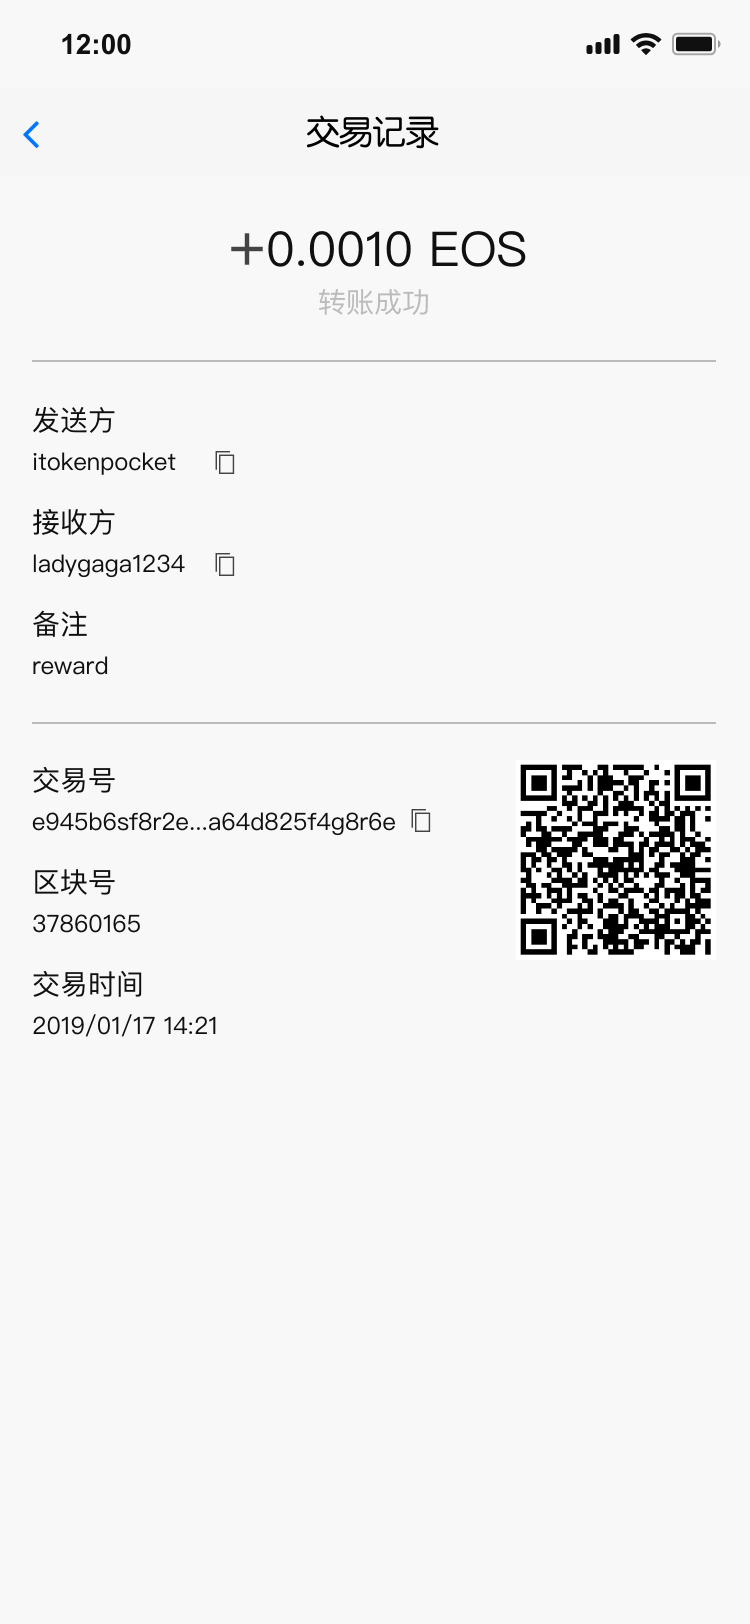 12:00
交易记录
+0.0010 EOS
转账成功
发送方
itokenpocket
接收方
ladygaga1234
备注
reward
交易号
e945b6sf8r2e...a64d825f4g8r6e
区块号
37860165
交易时间
2019/01/17 14:21